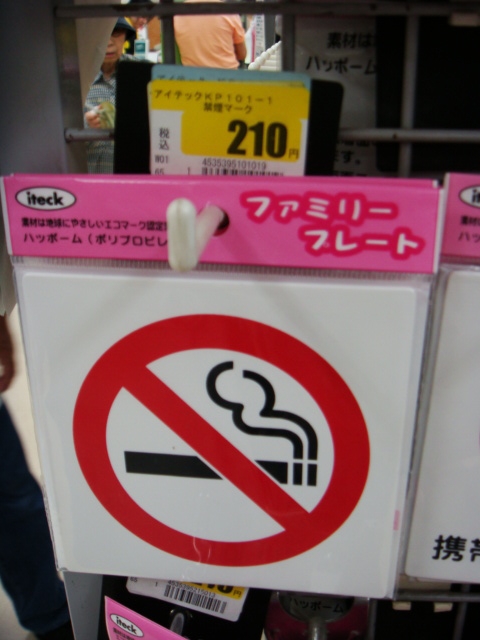 素材は
ハッポーム
アイテックKP101-1
禁煙マーク
税込
210円
W01
4535395101019
iteck
ファミリー
プレート
素材は地球にやさしいエコマーク認定
ハッポーム(ポリプロピレ
携帯
iteck
ハッポーム